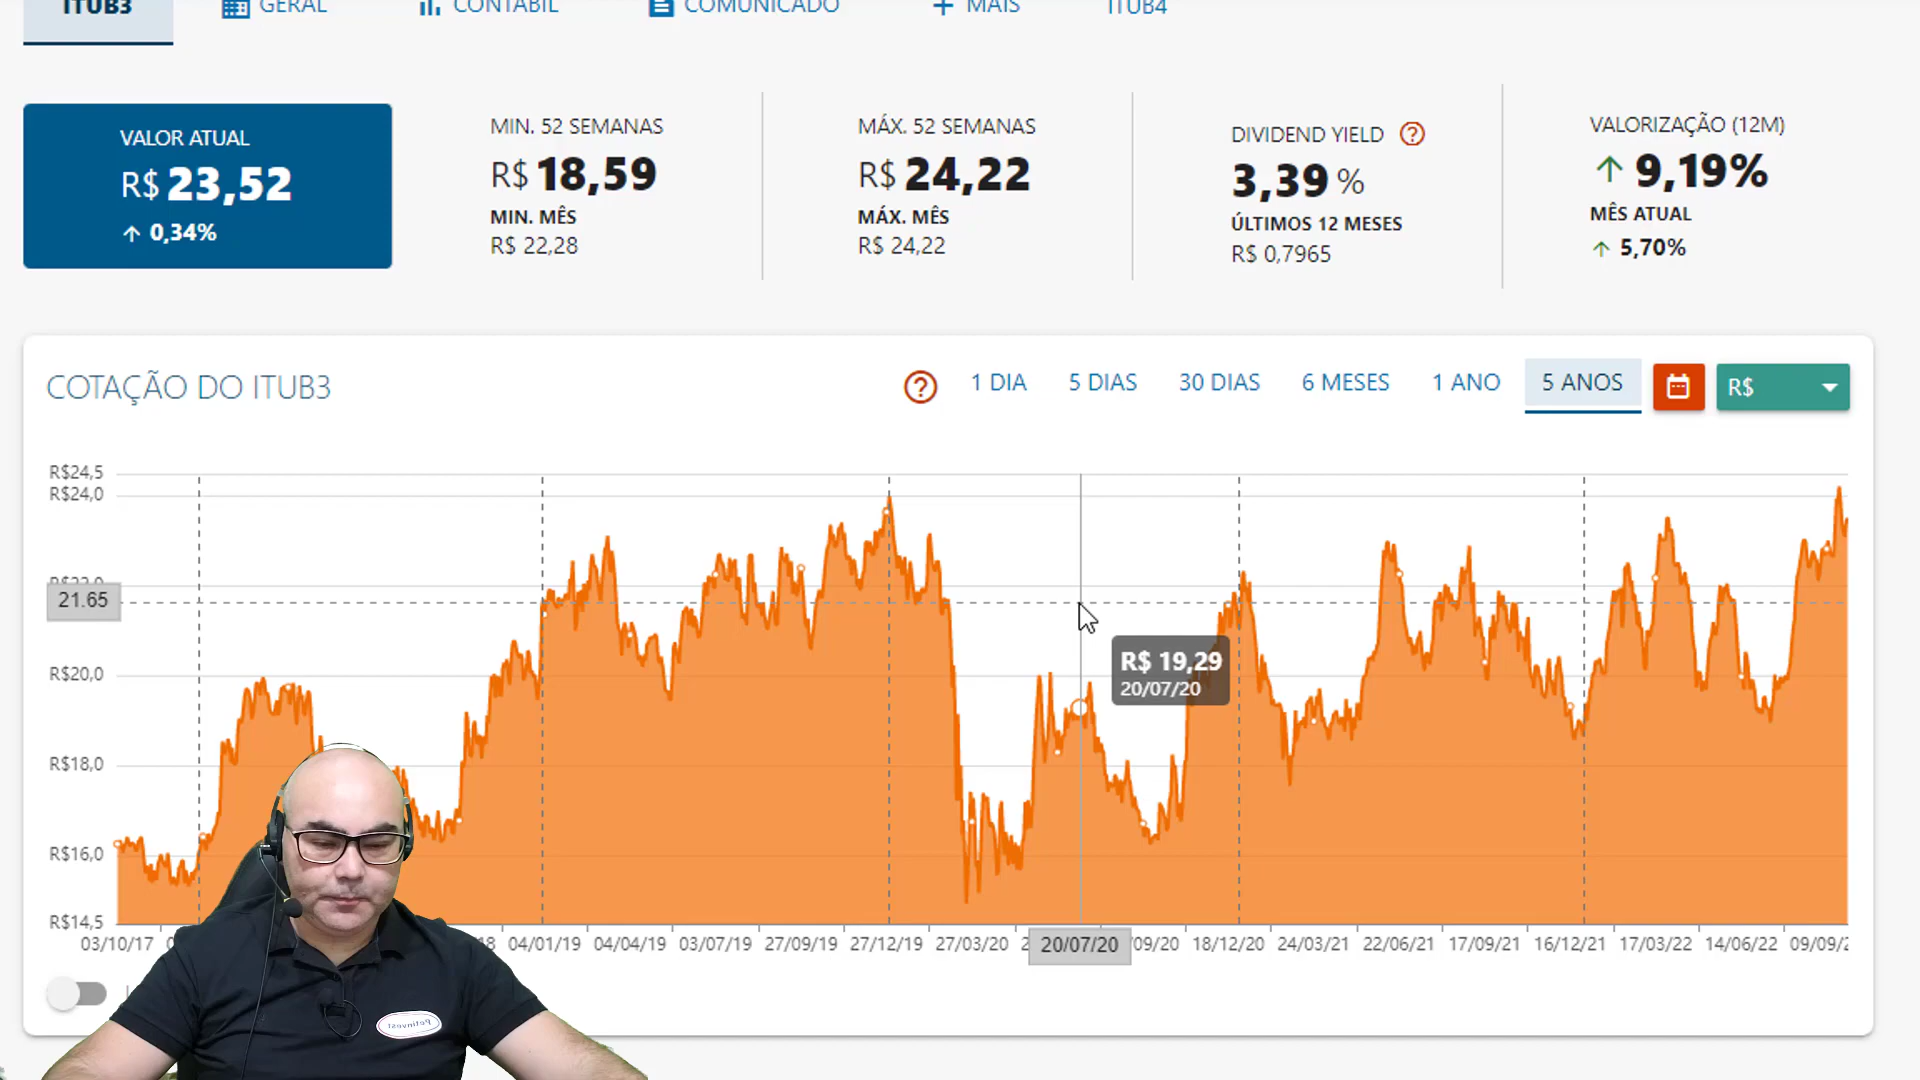 ITUB3
GERAL
CONTÁBIL
COMUNICADO
MAIS
ITUB4
VALOR ATUAL
R$ 23,52
0,34%
MIN. 52 SEMANAS
R$ 18,59
MIN. MÊS
R$ 22,28
MÁX. 52 SEMANAS
R$ 24,22
MÁX. MÊS
R$ 24,22
DIVIDEND YIELD ?
3,39 %
ÚLTIMOS 12 MESES
R$ 0,7965
VALORIZAÇÃO (12M)
9,19%
MÊS ATUAL
5,70%
COTAÇÃO DO ITUB3
?
1 DIA
5 DIAS
30 DIAS
6 MESES
1 ANO
5 ANOS
R$
R$24,5
R$24,0
21.65
R$20,0
R$18,0
R$16,0
R$14,5
R$ 19,29
20/07/20
03/10/17
04/01/19 04/04/19 03/07/19 27/09/19 27/12/19 27/03/20 20/07/20 09/20 18/12/20 24/03/21 22/06/21 17/09/21 16/12/21 17/03/22 14/06/22 09/09/2
Petinvest